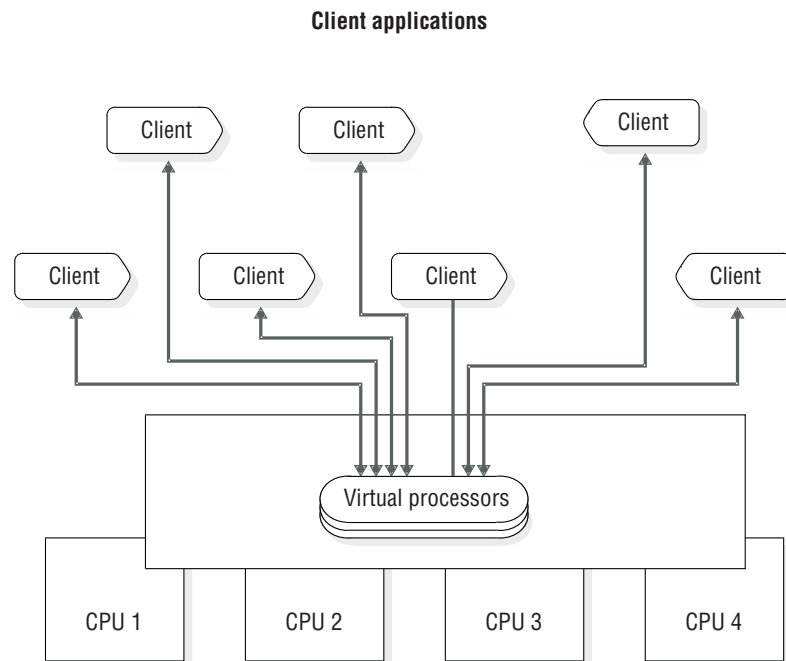 Client applications
Client
Client
Client
Client
Client
Client
Client
Virtual processors
CPU 1
CPU 2
CPU 3
CPU 4